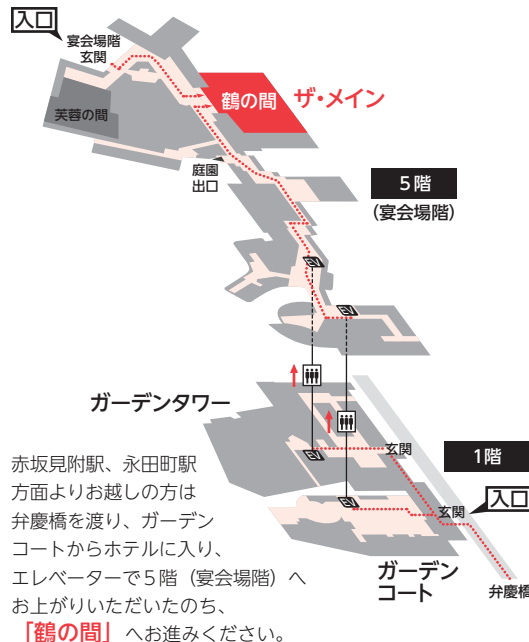 入口
宴会場階
玄関
鶴の間
ザ・メイン
芙蓉の間
庭園
出口
5階
(宴会場階)
ガーデンタワー
玄関
1階
入口
玄関
ガーデン
コート
弁慶橋
赤坂見附駅、永田町駅
方面よりお越しの方は
弁慶橋を渡り、ガーデン
コートからホテルに入り、
エレベーターで5階（宴会場階）へ
お上がりいただいたのち、
「鶴の間」へお進みください。